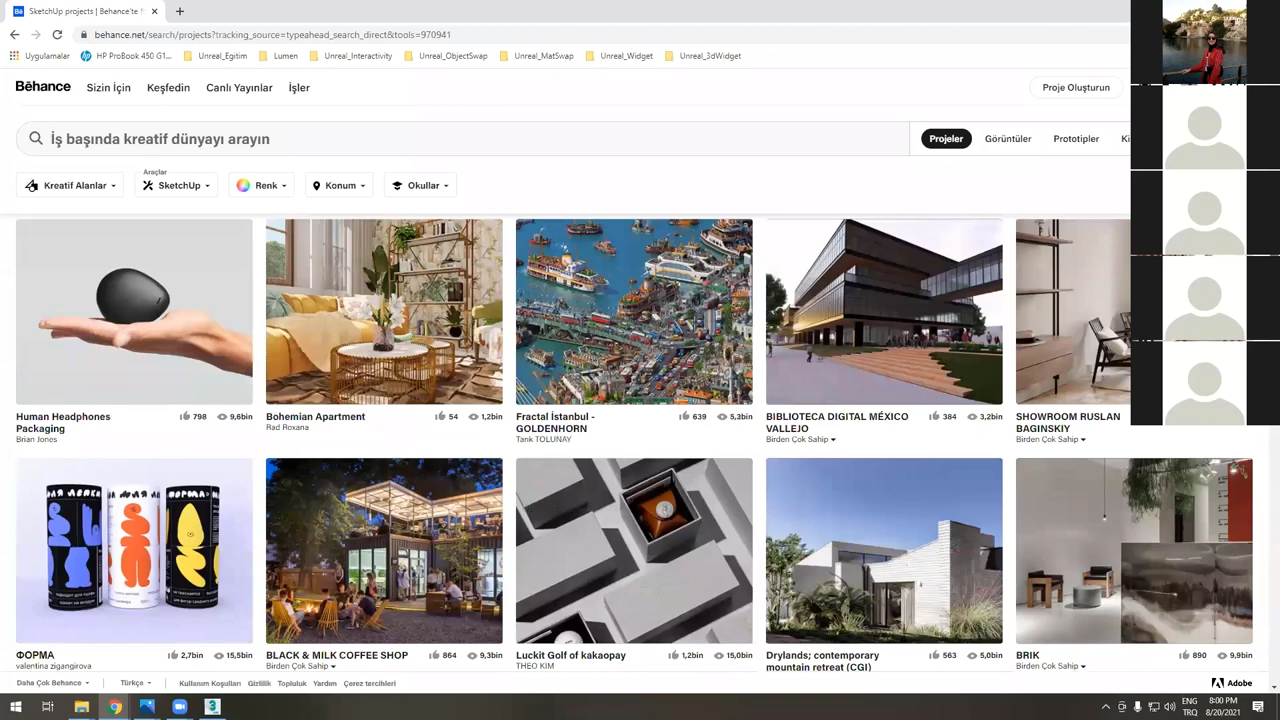 SketchUp projects | Behance'te
behance.net/search/projects?tracking_source=typeahead_search_direct&tools=970941
Uygulamalar HP ProBook 450 G1... Unreal_Egitim Lumen Unreal_Interactivity Unreal_ObjectSwap Unreal_MatSwap Unreal_Widget Unreal_3dWidget
Bēhance Sizin İçin Keşfedin Canlı Yayınlar İşler Proje Oluşturun
İş başında kreatif dünyayı arayın Projeler Görüntüler Prototipler Ki
Araçlar
Kreatif Alanlar SketchUp Renk Konum Okullar
Human Headphones Packaging 798 9,6bin
Brian Jones
Bohemian Apartment 54 1,2bin
Rad Roxana
Fractal İstanbul - GOLDENHORN 639 5,3bin
Tarık TOLUNAY
BIBLIOTECA DIGITAL MÉXICO VALLEJO 384 3,2bin
Birden Çok Sahip
SHOWROOM RUSLAN BAGINSKIY
Birden Çok Sahip
ФОРМА 2,7bin 15,5bin
valentina zigangirova
BLACK & MILK COFFEE SHOP 864 9,3bin
Birden Çok Sahip
Luckit Golf of kakaopay 1,2bin 15,0bin
THEO KIM
Drylands; contemporary mountain retreat (CGI) 563 5,0bin
BRIK 890 9,9bin
Birden Çok Sahip
Daha Çok Behance Türkçe Kullanım Koşulları Gizlilik Topluluk Yardım Çerez tercihleri Adobe
ENG 8:00 PM
TRQ 8/20/2021